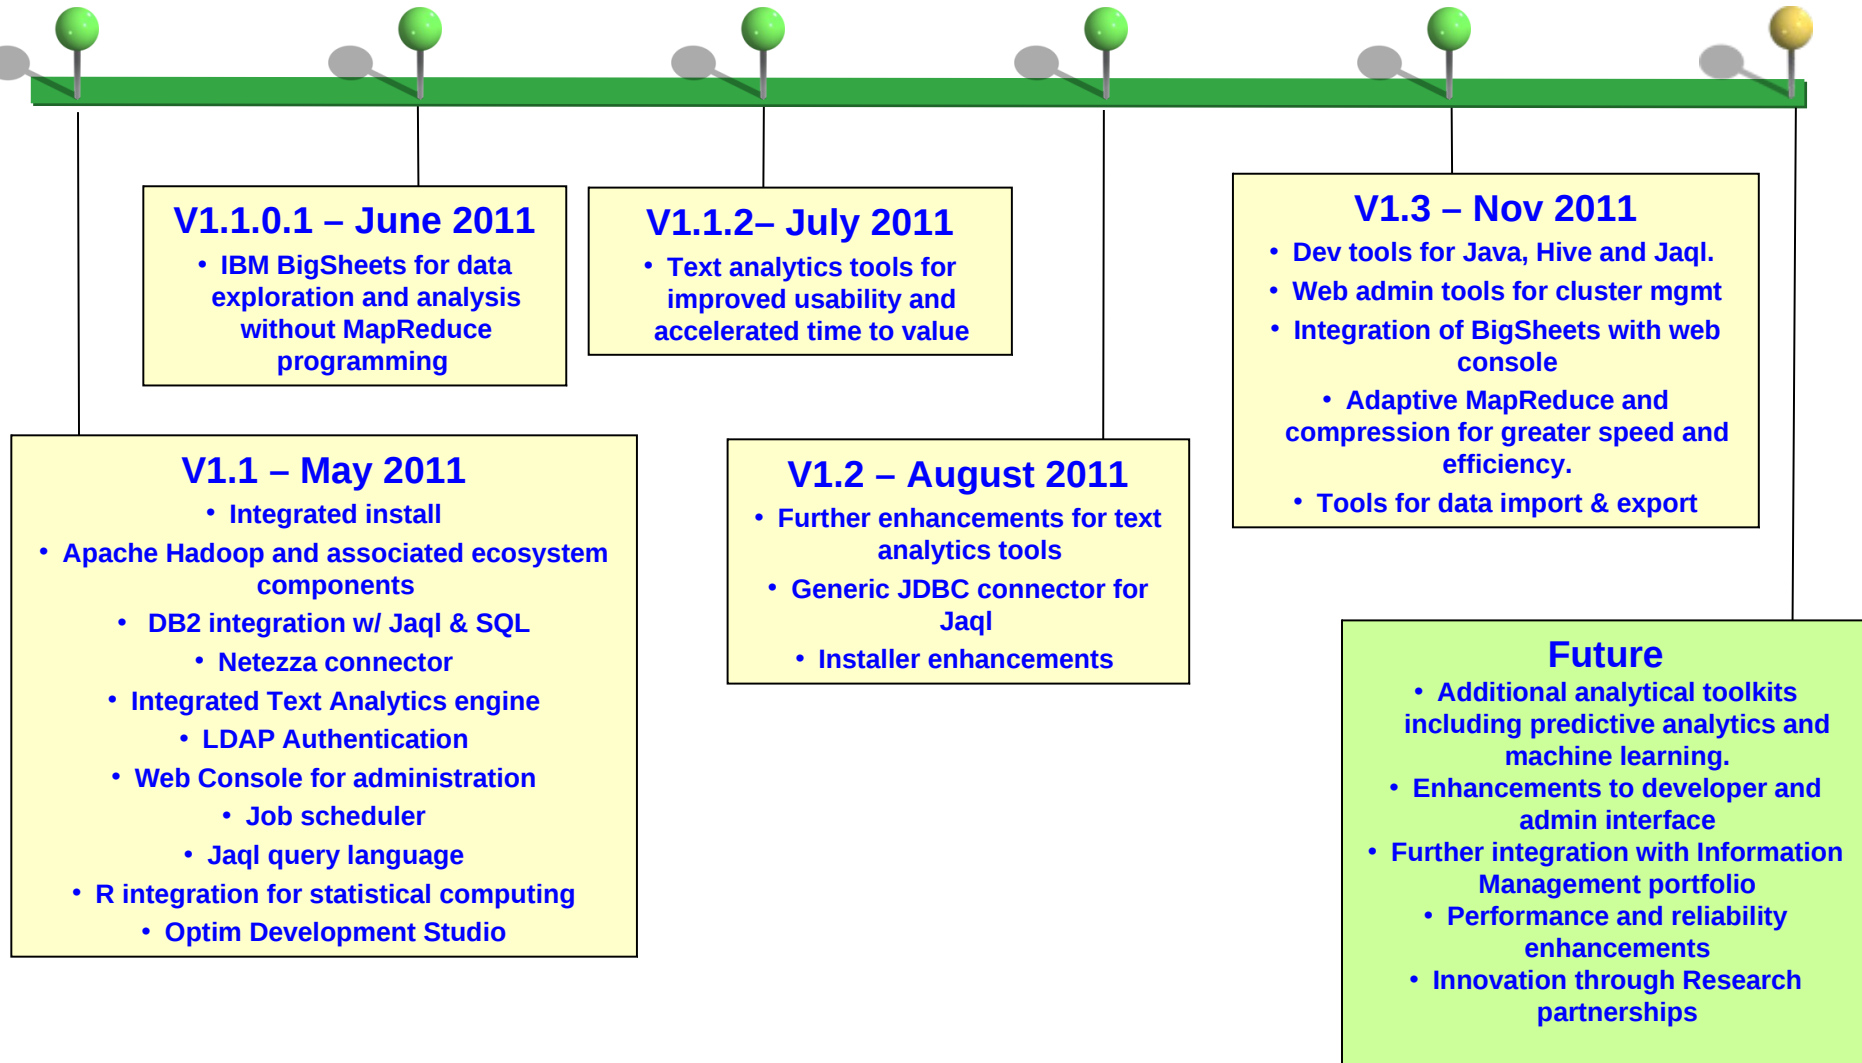 V1.1.0.1 – June 2011
• IBM BigSheets for data
exploration and analysis
without MapReduce
programming
V1.1.2– July 2011
• Text analytics tools for
improved usability and
accelerated time to value
V1.3 – Nov 2011
• Dev tools for Java, Hive and Jaql.
• Web admin tools for cluster mgmt
• Integration of BigSheets with web
console
• Adaptive MapReduce and
compression for greater speed and
efficiency.
• Tools for data import & export
V1.1 – May 2011
• Integrated install
• Apache Hadoop and associated ecosystem
components
• DB2 integration w/ Jaql & SQL
• Netezza connector
• Integrated Text Analytics engine
• LDAP Authentication
• Web Console for administration
• Job scheduler
• Jaql query language
• R integration for statistical computing
• Optim Development Studio
V1.2 – August 2011
• Further enhancements for text
analytics tools
• Generic JDBC connector for
Jaql
• Installer enhancements
Future
• Additional analytical toolkits
including predictive analytics and
machine learning.
• Enhancements to developer and
admin interface
• Further integration with Information
Management portfolio
• Performance and reliability
enhancements
• Innovation through Research
partnerships